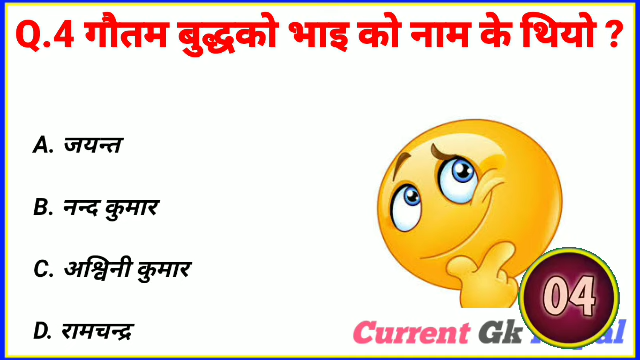 Q.4 गौतम बुद्धको भाइ को नाम के थियो ?
A. जयन्त
B. नन्द कुमार
C. अश्विनी कुमार
D. रामचन्द्र
04
Current Gk